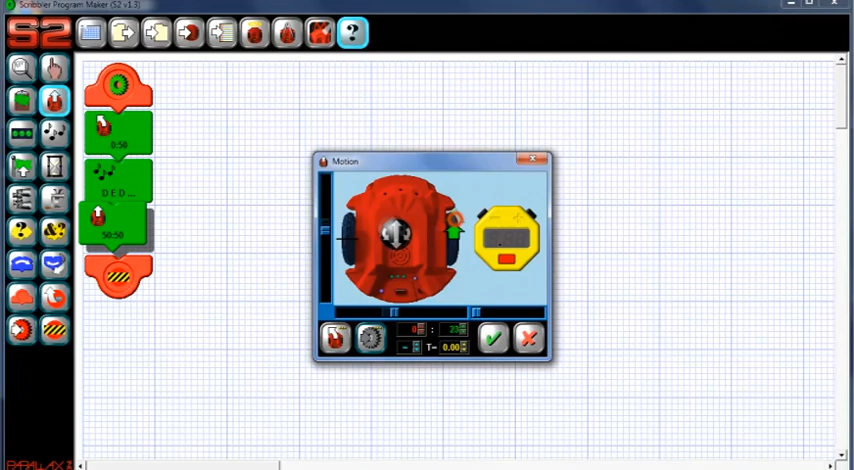 Scribbler Program Maker (S2 v1.3)
S2
0:50
D E D ...
50:50
Motion
0 : 23
T= 0.00
PARALLAX